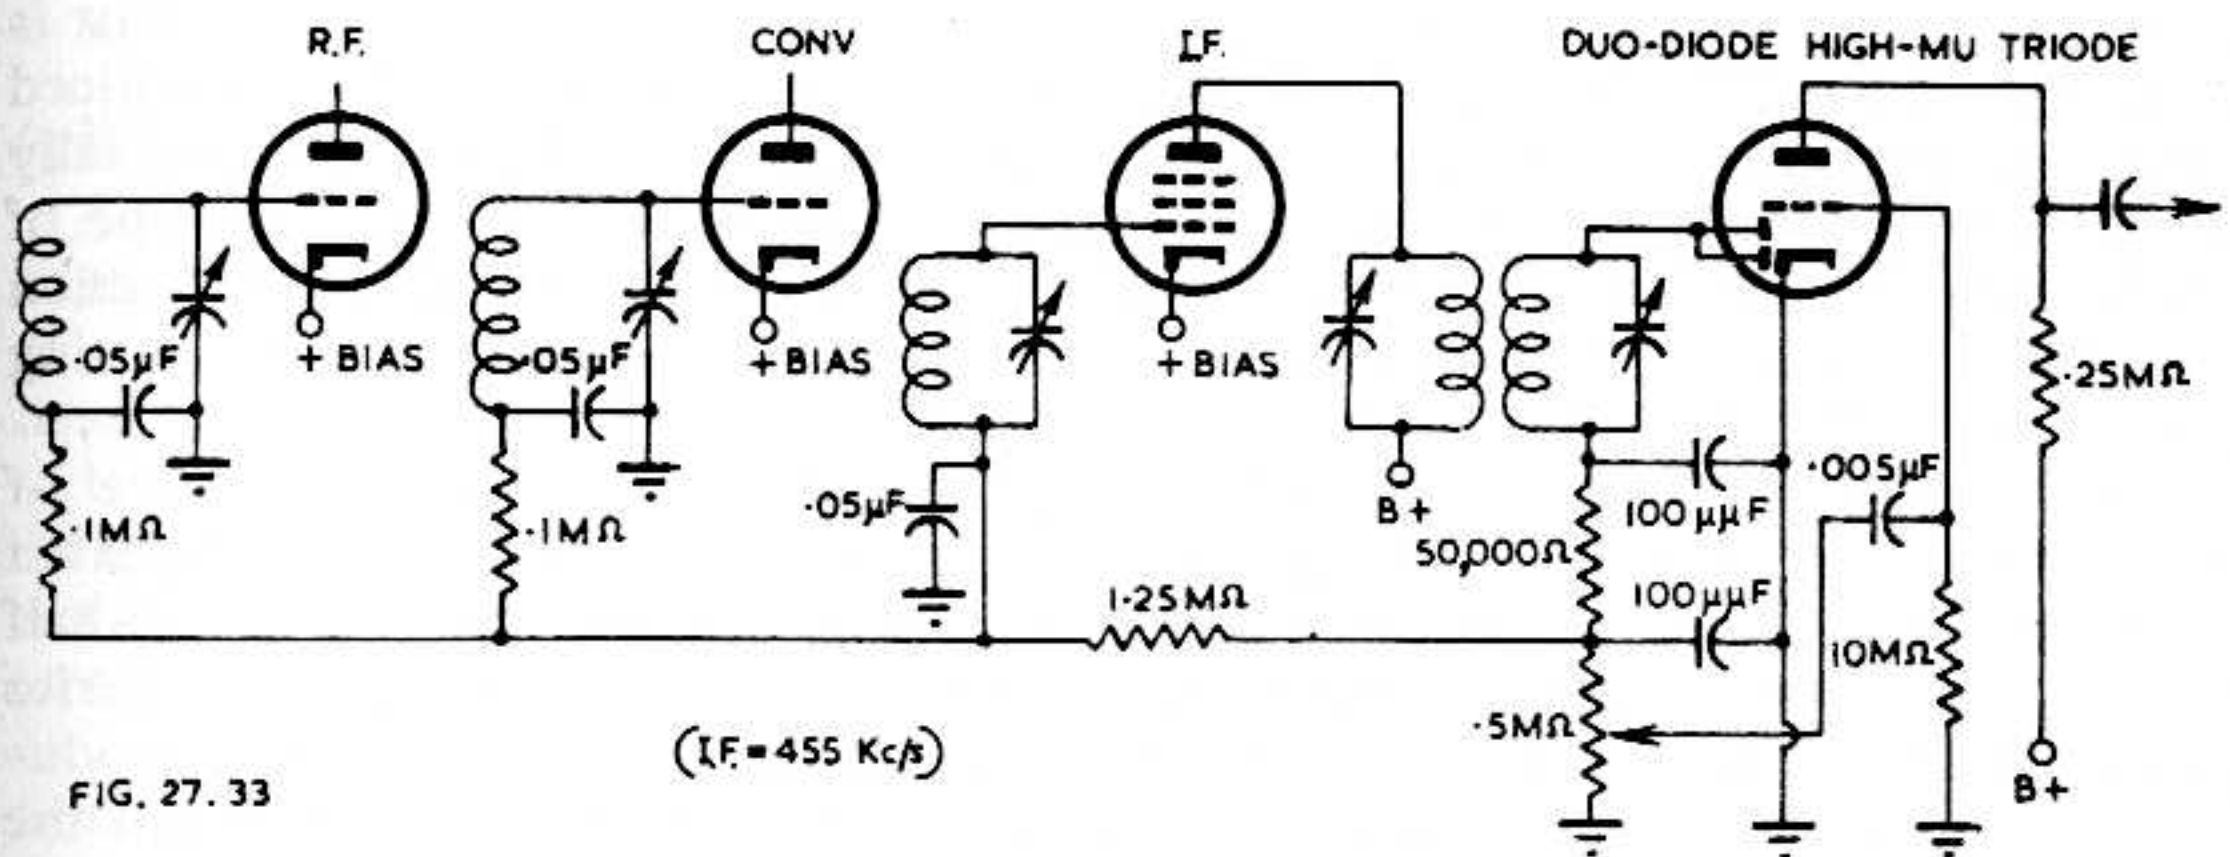 R.F.
CONV
I.F.
DUO-DIODE HIGH-MU TRIODE
·05µF
+ BIAS
·05µF
+ BIAS
+ BIAS
·25MΩ
·1MΩ
·1MΩ
·05µF
B+
100µµF
·005µF
50,000Ω
1·25MΩ
100µµF
10MΩ
·5MΩ
(I.F. = 455 Kc/s)
B+
FIG. 27. 33